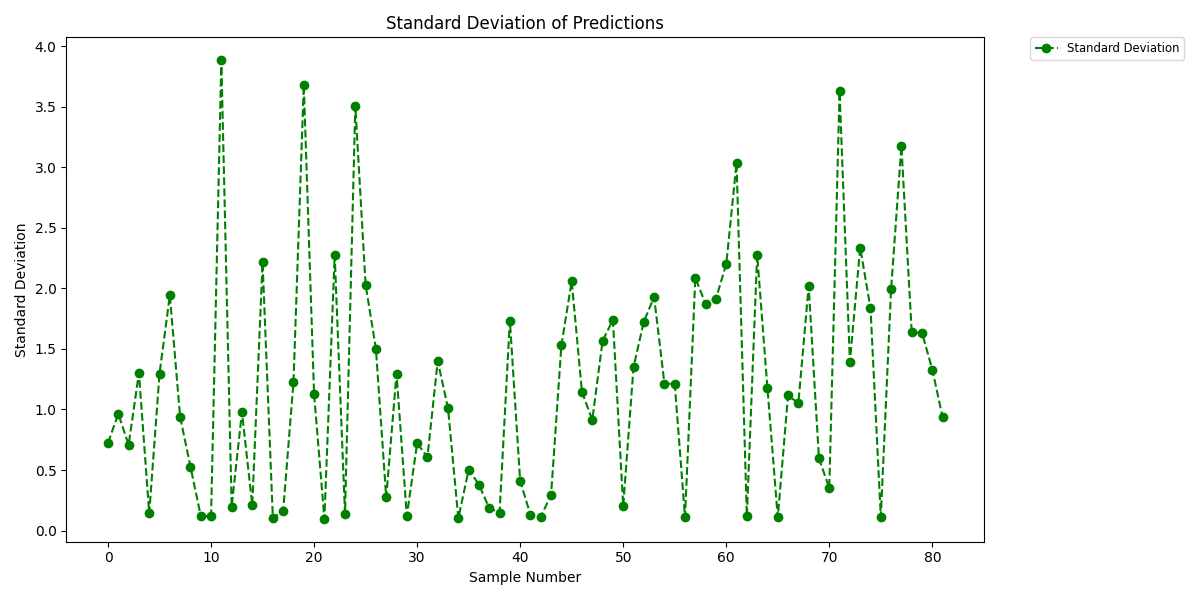 Standard Deviation of Predictions
Standard Deviation
4.0
3.5
3.0
2.5
2.0
1.5
1.0
0.5
0.0
Standard Deviation
0 10 20 30 40 50 60 70 80
Sample Number